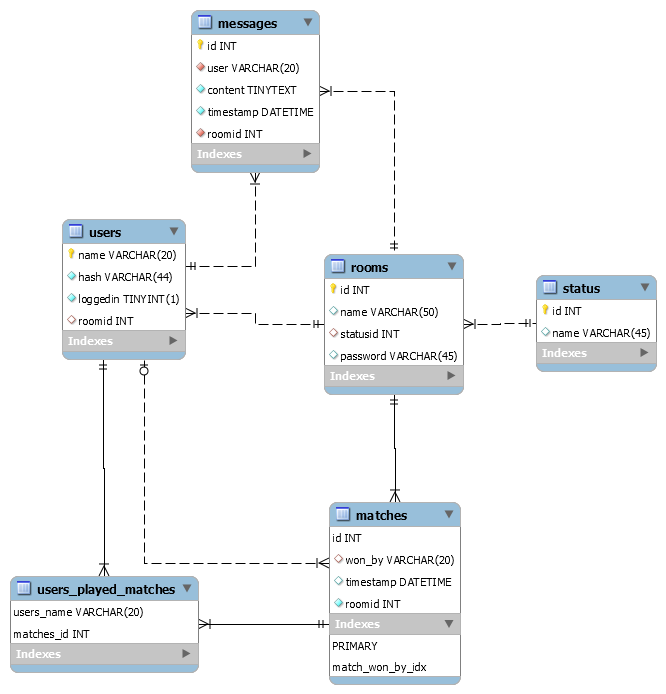 messages
id INT
user VARCHAR(20)
content TINYTEXT
timestamp DATETIME
roomid INT
Indexes
users
name VARCHAR(20)
hash VARCHAR(44)
loggedin TINYINT(1)
roomid INT
Indexes
rooms
id INT
name VARCHAR(50)
statusid INT
password VARCHAR(45)
Indexes
status
id INT
name VARCHAR(45)
Indexes
matches
id INT
won_by VARCHAR(20)
timestamp DATETIME
roomid INT
Indexes
PRIMARY
match_won_by_idx
users_played_matches
users_name VARCHAR(20)
matches_id INT
Indexes